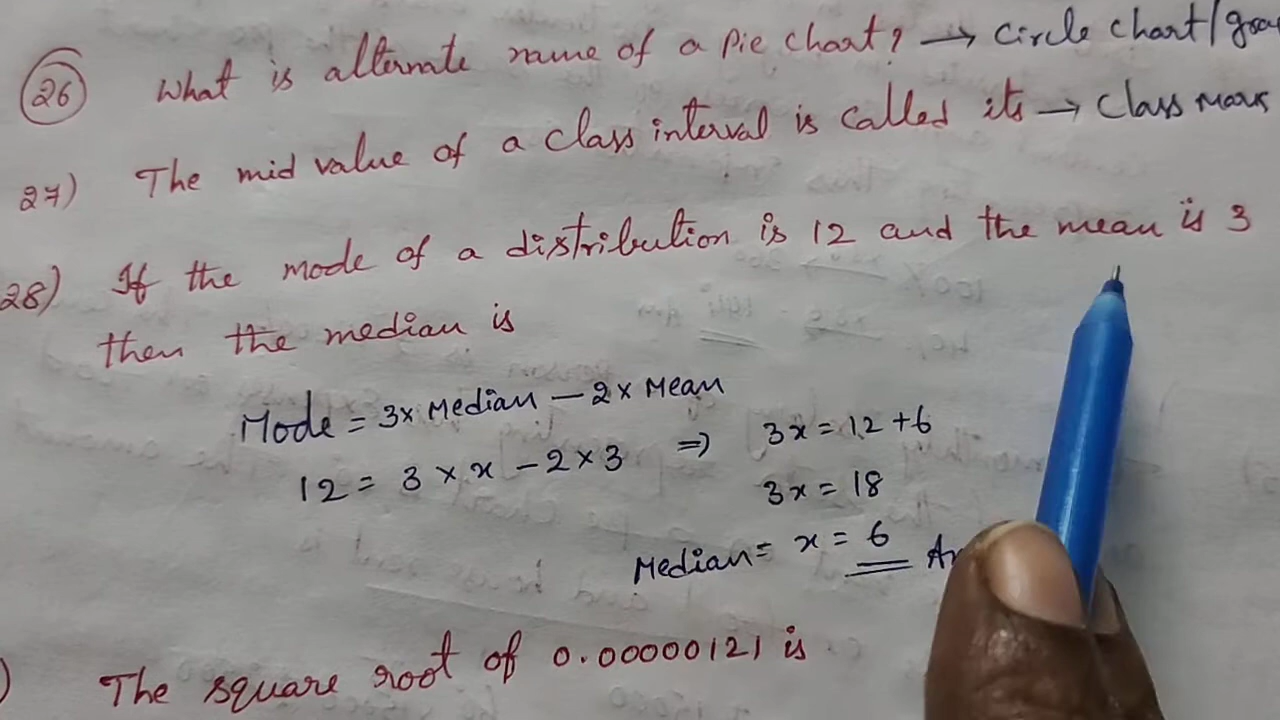 26 What is alternate name of a Pie chart? → Circle chart/
27) The mid value of a class interval is called its → Class Mark
28) If the mode of a distribution is 12 and the mean is 3
then the median is
Mode = 3x Median - 2 x Mean
12 = 3 x x - 2 x 3 ⇒ 3x = 12 + 6
3x = 18
Median = x = 6
) The square root of 0.00000121 is